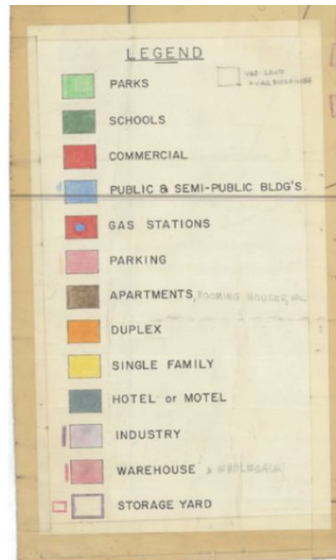 LEGEND
PARKS
SCHOOLS
COMMERCIAL
PUBLIC & SEMI-PUBLIC BLDG'S.
GAS STATIONS
PARKING
APARTMENTS, ROOMING HOUSES,
DUPLEX
SINGLE FAMILY
HOTEL or MOTEL
INDUSTRY
WAREHOUSE & WHOLESALE
STORAGE YARD